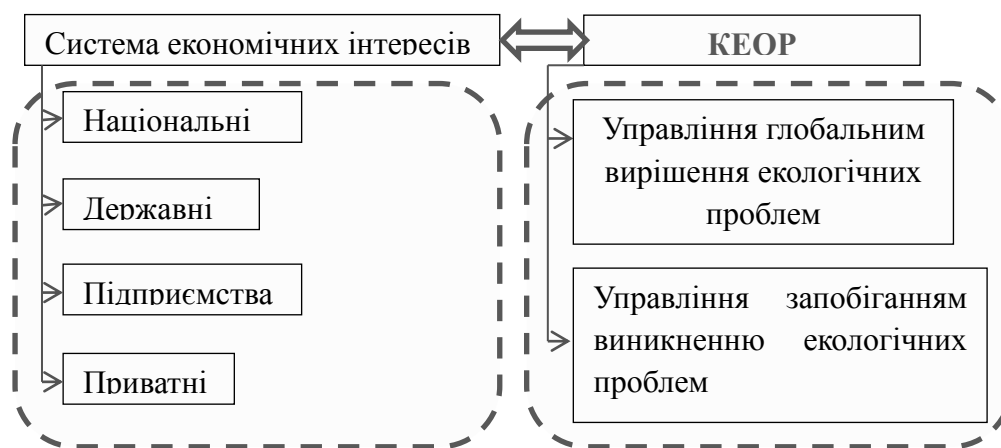 Система економічних інтересів
КЕОР
Національні
Державні
Підприємства
Приватні
Управління глобальним
вирішення екологічних
проблем
Управління запобіганням
виникненню екологічних
проблем